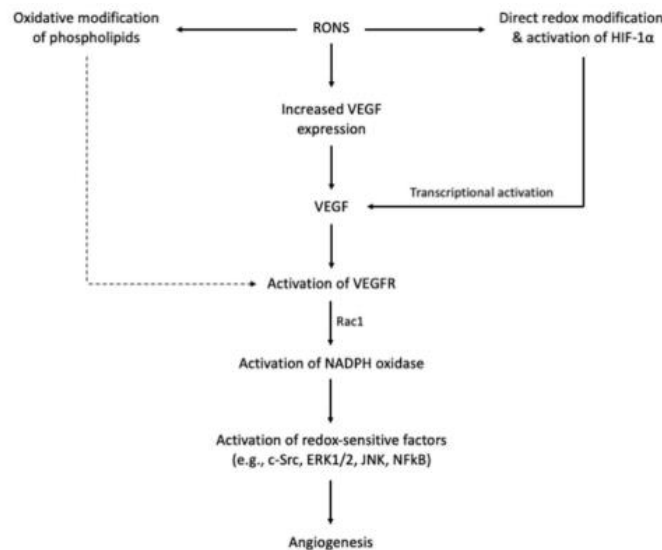 Oxidative modification
of phospholipids
RONS
Direct redox modification
& activation of HIF-1α
Increased VEGF
expression
Transcriptional activation
VEGF
Activation of VEGFR
Rac1
Activation of NADPH oxidase
Activation of redox-sensitive factors
(e.g., c-Src, ERK1/2, JNK, NFkB)
Angiogenesis